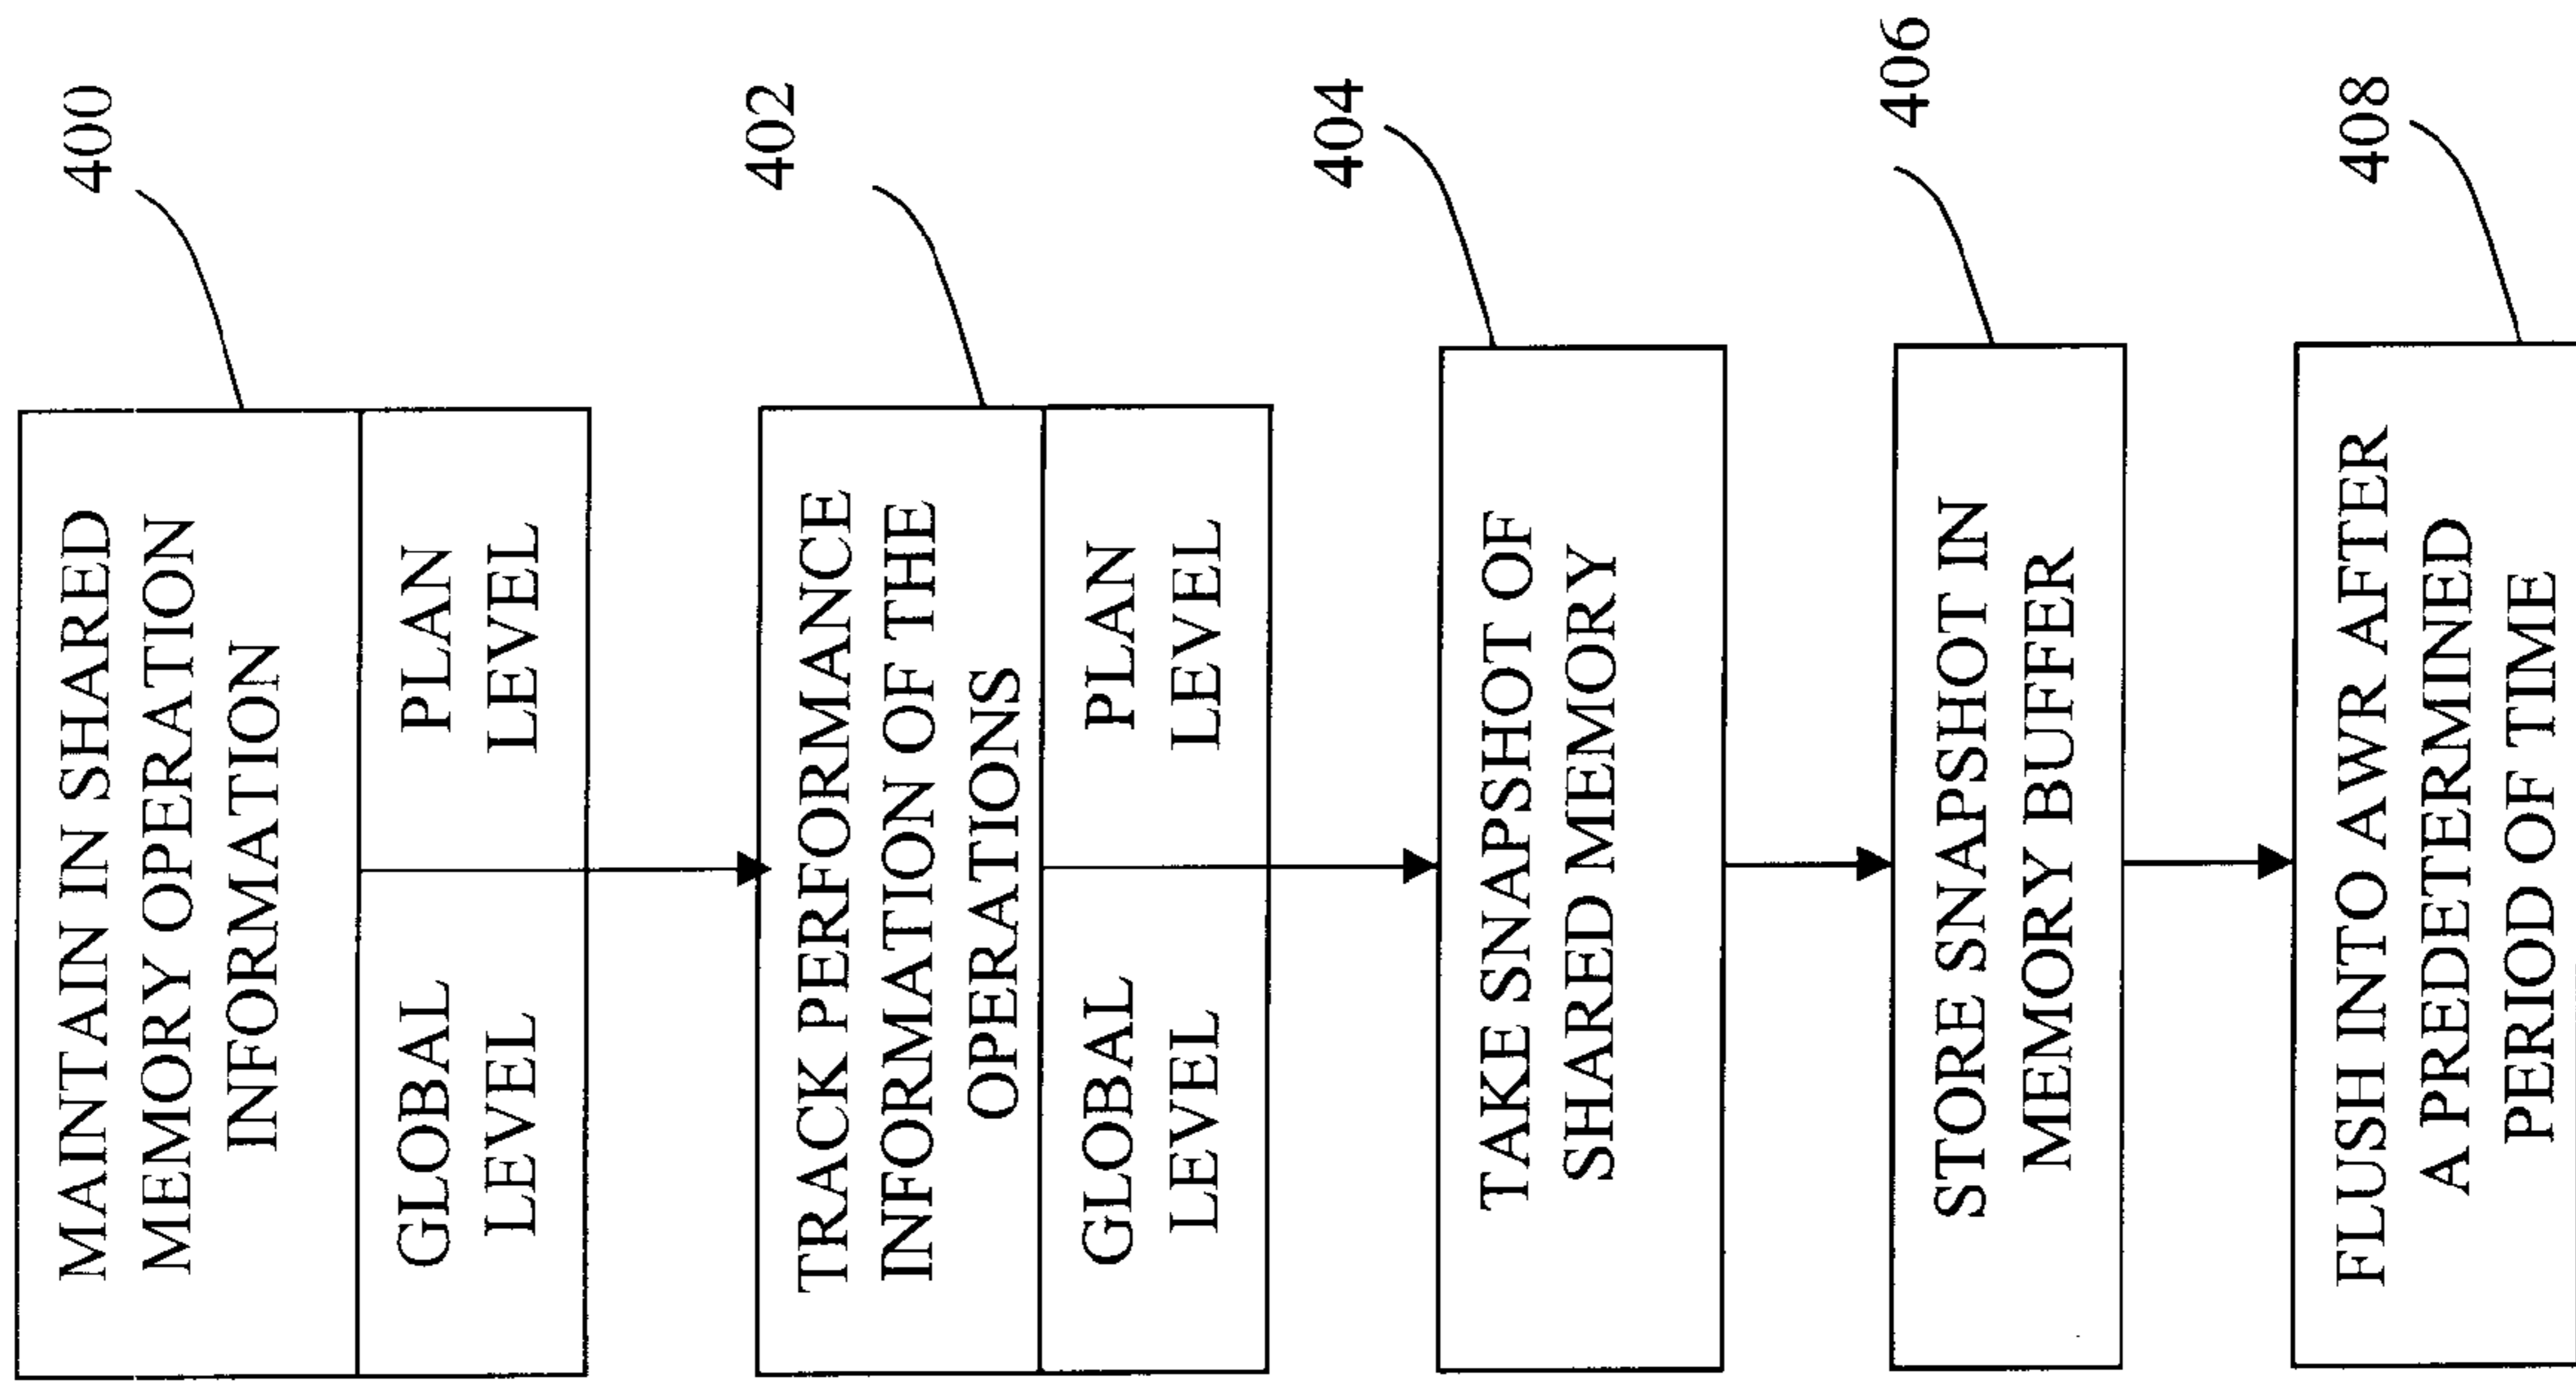 400
MAINTAIN IN SHARED
MEMORY OPERATION
INFORMATION
GLOBAL
LEVEL
PLAN
LEVEL
402
TRACK PERFORMANCE
INFORMATION OF THE
OPERATIONS
GLOBAL
LEVEL
PLAN
LEVEL
404
TAKE SNAPSHOT OF
SHARED MEMORY
406
STORE SNAPSHOT IN
MEMORY BUFFER
408
FLUSH INTO AWR AFTER
A PREDETERMINED
PERIOD OF TIME